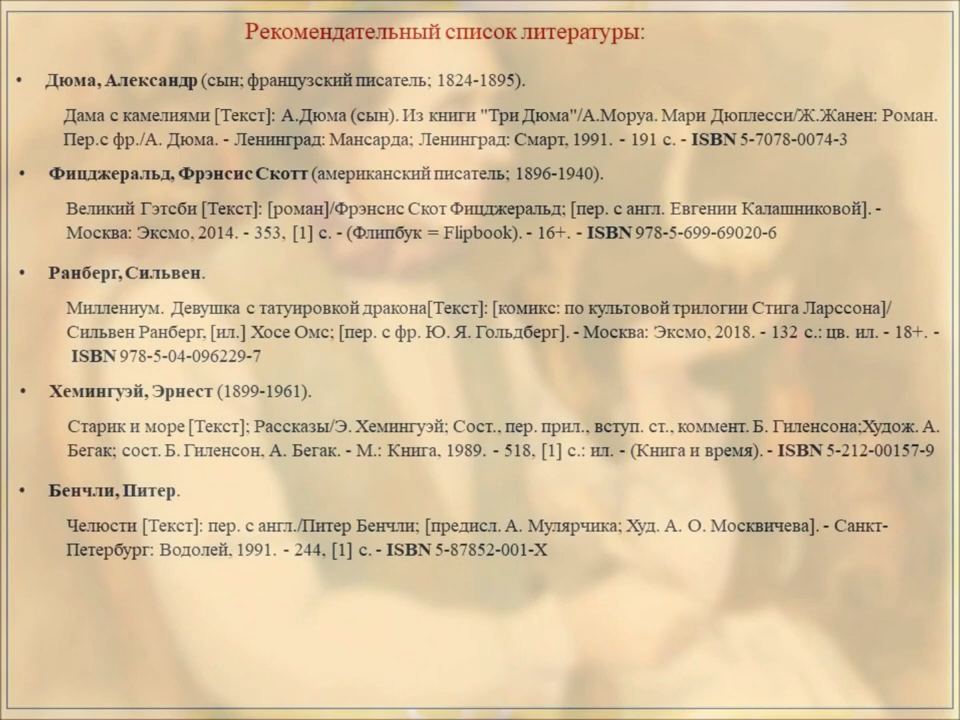 Рекомендательный список литературы:
• Дюма, Александр (сын; французский писатель; 1824-1895).
Дама с камелиями [Текст]: А.Дюма (сын). Из книги "Три Дюма"/А.Моруа. Мари Дюплесси/Ж.Жанен: Роман.
Пер.с фр./А. Дюма. - Ленинград: Мансарда; Ленинград: Смарт, 1991. - 191 с. - ISBN 5-7078-0074-3
• Фицджеральд, Фрэнсис Скотт (американский писатель; 1896-1940).
Великий Гэтсби [Текст]: [роман]/Фрэнсис Скот Фицджеральд; [пер. с англ. Евгении Калашниковой]. -
Москва: Эксмо, 2014. - 353, [1] с. - (Флипбук = Flipbook). - 16+. - ISBN 978-5-699-69020-6
• Ранберг, Сильвен.
Миллениум. Девушка с татуировкой дракона[Текст]: [комикс: по культовой трилогии Стига Ларссона]/
Сильвен Ранберг, [ил.] Хосе Омс; [пер. с фр. Ю. Я. Гольдберг]. - Москва: Эксмо, 2018. - 132 с.: цв. ил. - 18+. -
ISBN 978-5-04-096229-7
• Хемингуэй, Эрнест (1899-1961).
Старик и море [Текст]; Рассказы/Э. Хемингуэй; Сост., пер. прил., вступ. ст., коммент. Б. Гиленсона;Худож. А.
Бегак; сост. Б. Гиленсон, А. Бегак. - М.: Книга, 1989. - 518, [1] с.: ил. - (Книга и время). - ISBN 5-212-00157-9
• Бенчли, Питер.
Челюсти [Текст]: пер. с англ./Питер Бенчли; [предисл. А. Мулярчика; Худ. А. О. Москвичева]. - Санкт-
Петербург: Водолей, 1991. - 244, [1] с. - ISBN 5-87852-001-X